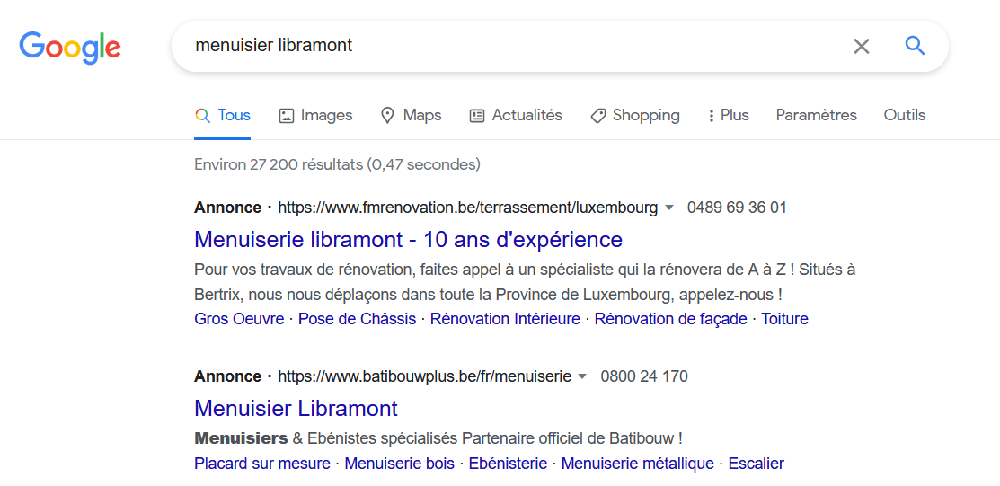 Google
menuisier libramont
Tous Images Maps Actualités Shopping Plus Paramètres Outils
Environ 27 200 résultats (0,47 secondes)
Annonce · https://www.fmrenovation.be/terrassement/luxembourg 0489 69 36 01
Menuiserie libramont - 10 ans d'expérience
Pour vos travaux de rénovation, faites appel à un spécialiste qui la rénovera de A à Z ! Situés à
Bertrix, nous nous déplaçons dans toute la Province de Luxembourg, appelez-nous !
Gros Oeuvre · Pose de Châssis · Rénovation Intérieure · Rénovation de façade · Toiture
Annonce · https://www.batibouwplus.be/fr/menuiserie 0800 24 170
Menuisier Libramont
Menuisiers & Ebénistes spécialisés Partenaire officiel de Batibouw !
Placard sur mesure · Menuiserie bois · Ebénisterie · Menuiserie métallique · Escalier